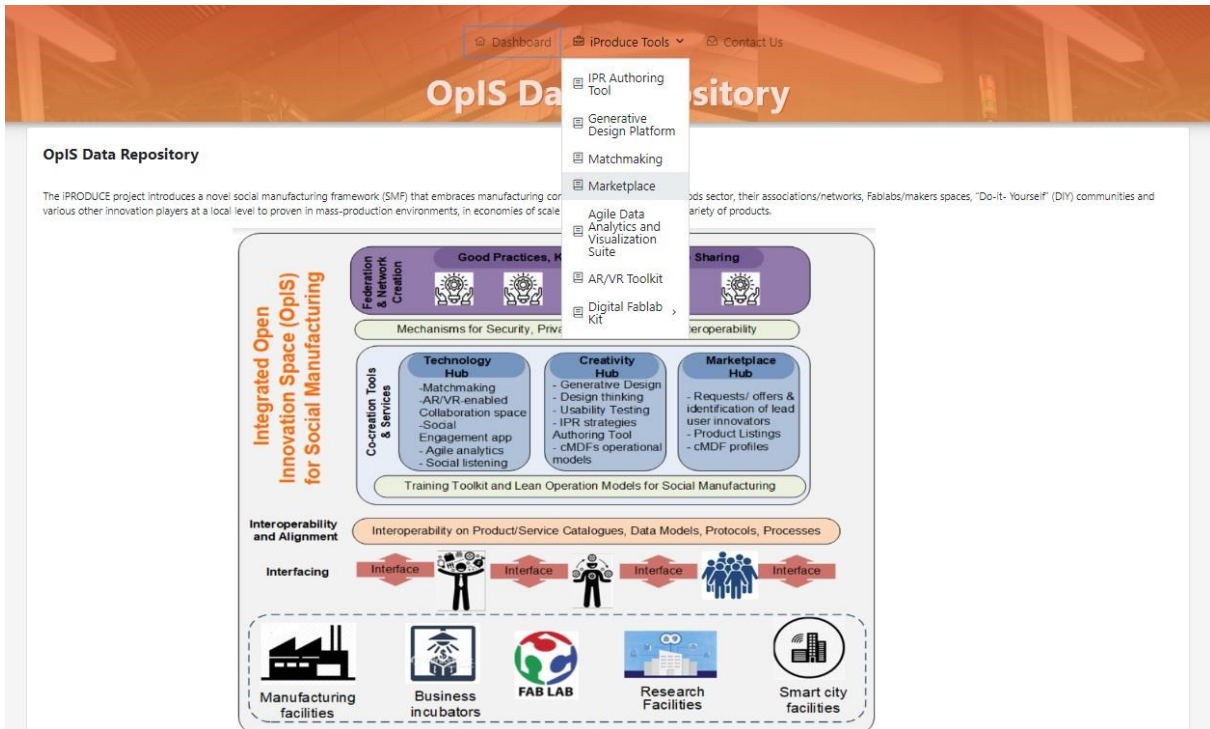 Dashboard
iProduce Tools
Contact Us
OpIS Da
sitory
IPR Authoring
Tool
Generative
Design Platform
Matchmaking
Marketplace
Agile Data
Analytics and
Visualization
Suite
AR/VR Toolkit
Digital Fablab
Kit
OpIS Data Repository
The iPRODUCE project introduces a novel social manufacturing framework (SMF) that embraces manufacturing co
ods sector, their associations/networks, Fablabs/makers spaces, "Do-It- Yourself" (DIY) communities and
various other innovation players at a local level to proven in mass-production environments, in economies of scale
ariety of products.
Integrated Open
Innovation Space (OpIS)
for Social Manufacturing
Federation
& Network
Creation
Good Practices, K
Sharing
Mechanisms for Security, Priva
eroperability
Co-creation Tools
& Services
Technology
Hub
-Matchmaking
-AR/VR-enabled
Collaboration space
-Social
Engagement app
- Agile analytics
- Social listening
Creativity
Hub
- Generative Design
- Design thinking
- Usability Testing
- IPR strategies
Authoring Tool
- cMDFs operational
models
Marketplace
Hub
- Requests/ offers &
identification of lead
user innovators
- Product Listings
- cMDF profiles
Training Toolkit and Lean Operation Models for Social Manufacturing
Interoperability
and Alignment
Interoperability on Product/Service Catalogues, Data Models, Protocols, Processes
Interfacing
Interface
Interface
Interface
Interface
Manufacturing
facilities
Business
incubators
FAB LAB
Research
Facilities
Smart city
facilities